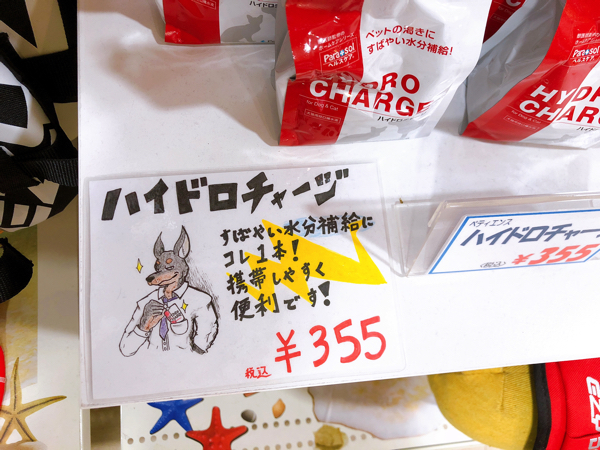 ペットの渇きに
すばやい水分補給!
Para sol
ヘルスケア
HYDRO
CHARGE
for Dog & Cat
ハイドロ
ハイドロチャージ
すばやい水分補給に
コレ1本!
携帯しやすく
便利です!
税込 ¥355
ペティエンス
ハイドロチャー
(税込) ¥355